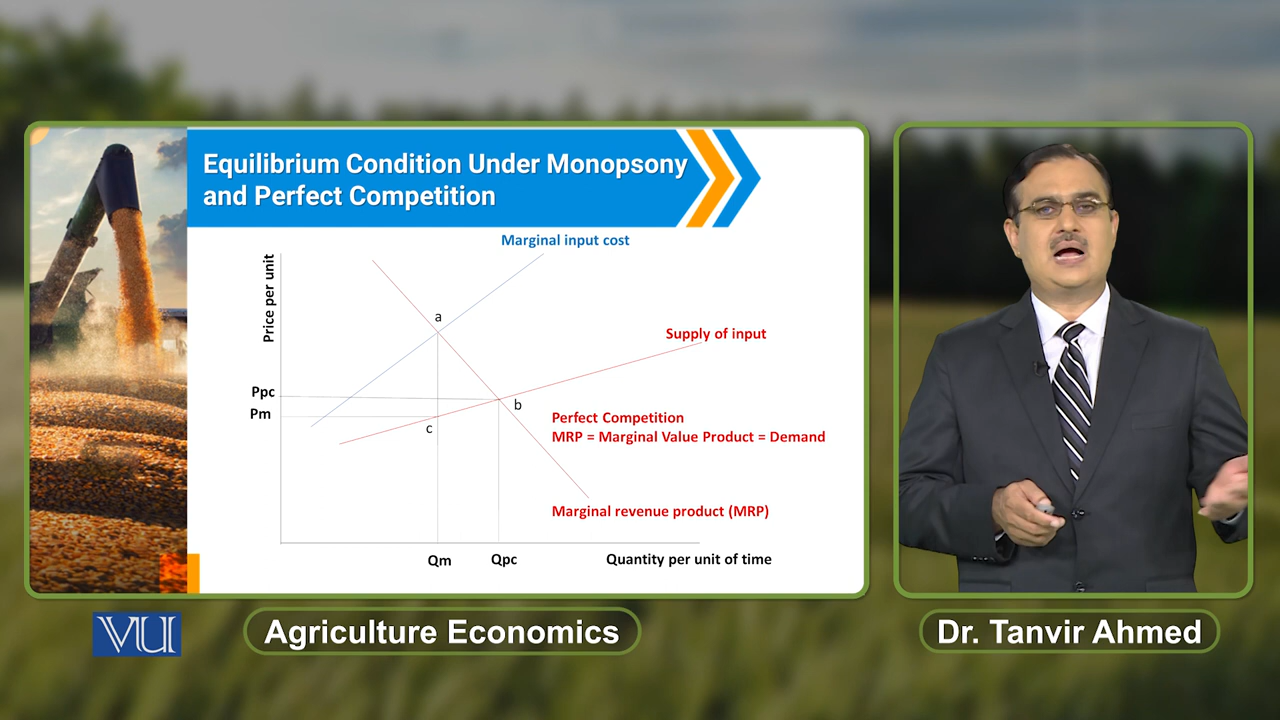 Equilibrium Condition Under Monopsony
and Perfect Competition
Marginal input cost
Price per unit
a
Supply of input
Ppc
Pm
b
c
Perfect Competition
MRP = Marginal Value Product = Demand
Marginal revenue product (MRP)
Qm
Qpc
Quantity per unit of time
VU
Agriculture Economics
Dr. Tanvir Ahmed